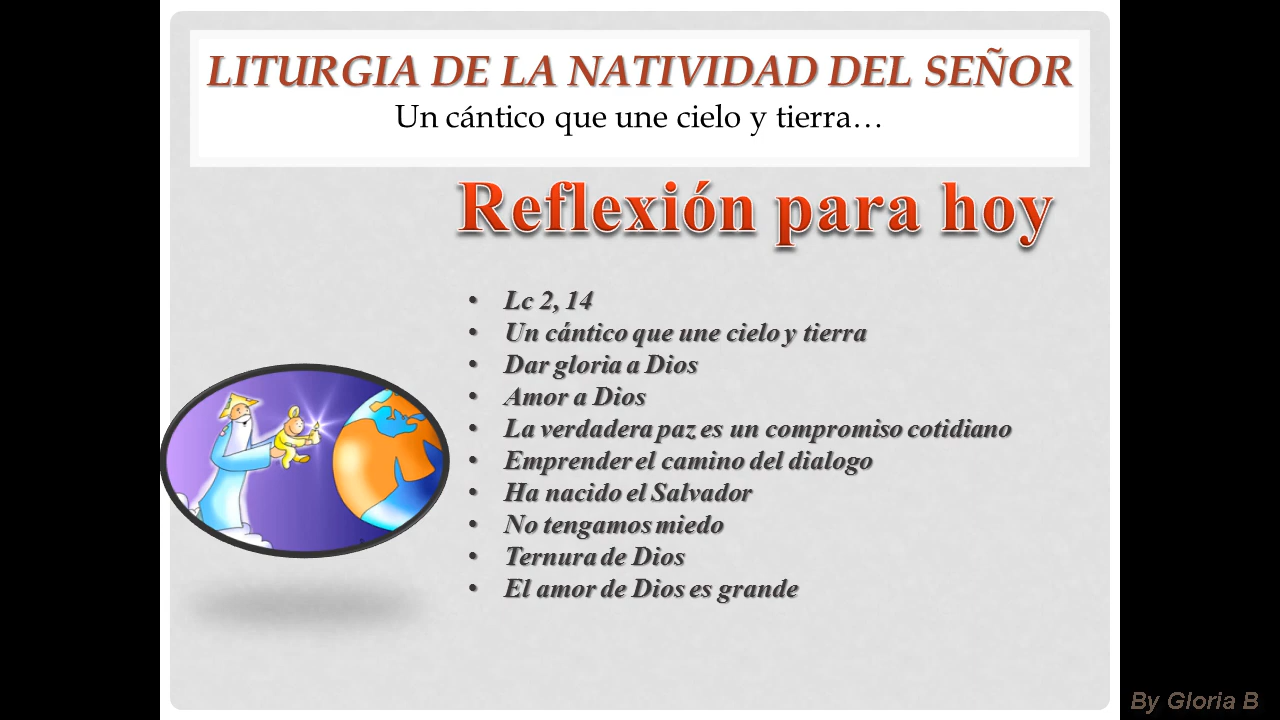 LITURGIA DE LA NATIVIDAD DEL SEÑOR
Un cántico que une cielo y tierra…
Reflexión para hoy
• Lc 2, 14
• Un cántico que une cielo y tierra
• Dar gloria a Dios
• Amor a Dios
• La verdadera paz es un compromiso cotidiano
• Emprender el camino del dialogo
• Ha nacido el Salvador
• No tengamos miedo
• Ternura de Dios
• El amor de Dios es grande
By Gloria B